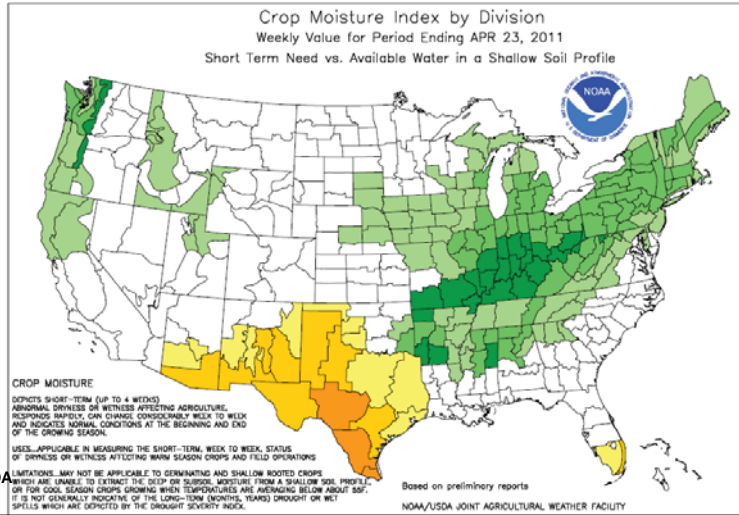 Crop Moisture Index by Division
Weekly Value for Period Ending APR 23, 2011
Short Term Need vs. Available Water in a Shallow Soil Profile
NOAA
CROP MOISTURE
DEPICTS SHORT-TERM (UP TO 4 WEEKS)
ABNORMAL DRYNESS OR WETNESS AFFECTING AGRICULTURE,
RESPONDS RAPIDLY, CAN CHANGE CONSIDERABLY WEEK TO WEEK
AND INDICATES NORMAL CONDITIONS AT THE BEGINNING AND END
OF THE GROWING SEASON.
USES...APPLICABLE IN MEASURING THE SHORT-TERM, WEEK TO WEEK, STATUS
OF DRYNESS OR WETNESS AFFECTING WARM SEASON CROPS AND FIELD OPERATIONS
LIMITATIONS...MAY NOT BE APPLICABLE TO GERMINATING AND SHALLOW ROOTED CROPS
WHICH ARE UNABLE TO EXTRACT THE DEEP OR SUBSOIL MOISTURE FROM A SHALLOW SOIL PROFILE,
OR FOR COOL SEASON CROPS GROWING WHEN TEMPERATURES ARE AVERAGING BELOW ABOUT 55F.
IT IS NOT GENERALLY INDICATIVE OF THE LONG-TERM (MONTHS, YEARS) DROUGHT OR WET
SPELLS WHICH ARE DEPICTED BY THE DROUGHT SEVERITY INDEX.
Based on preliminary reports
NOAA/USDA JOINT AGRICULTURAL WEATHER FACILITY